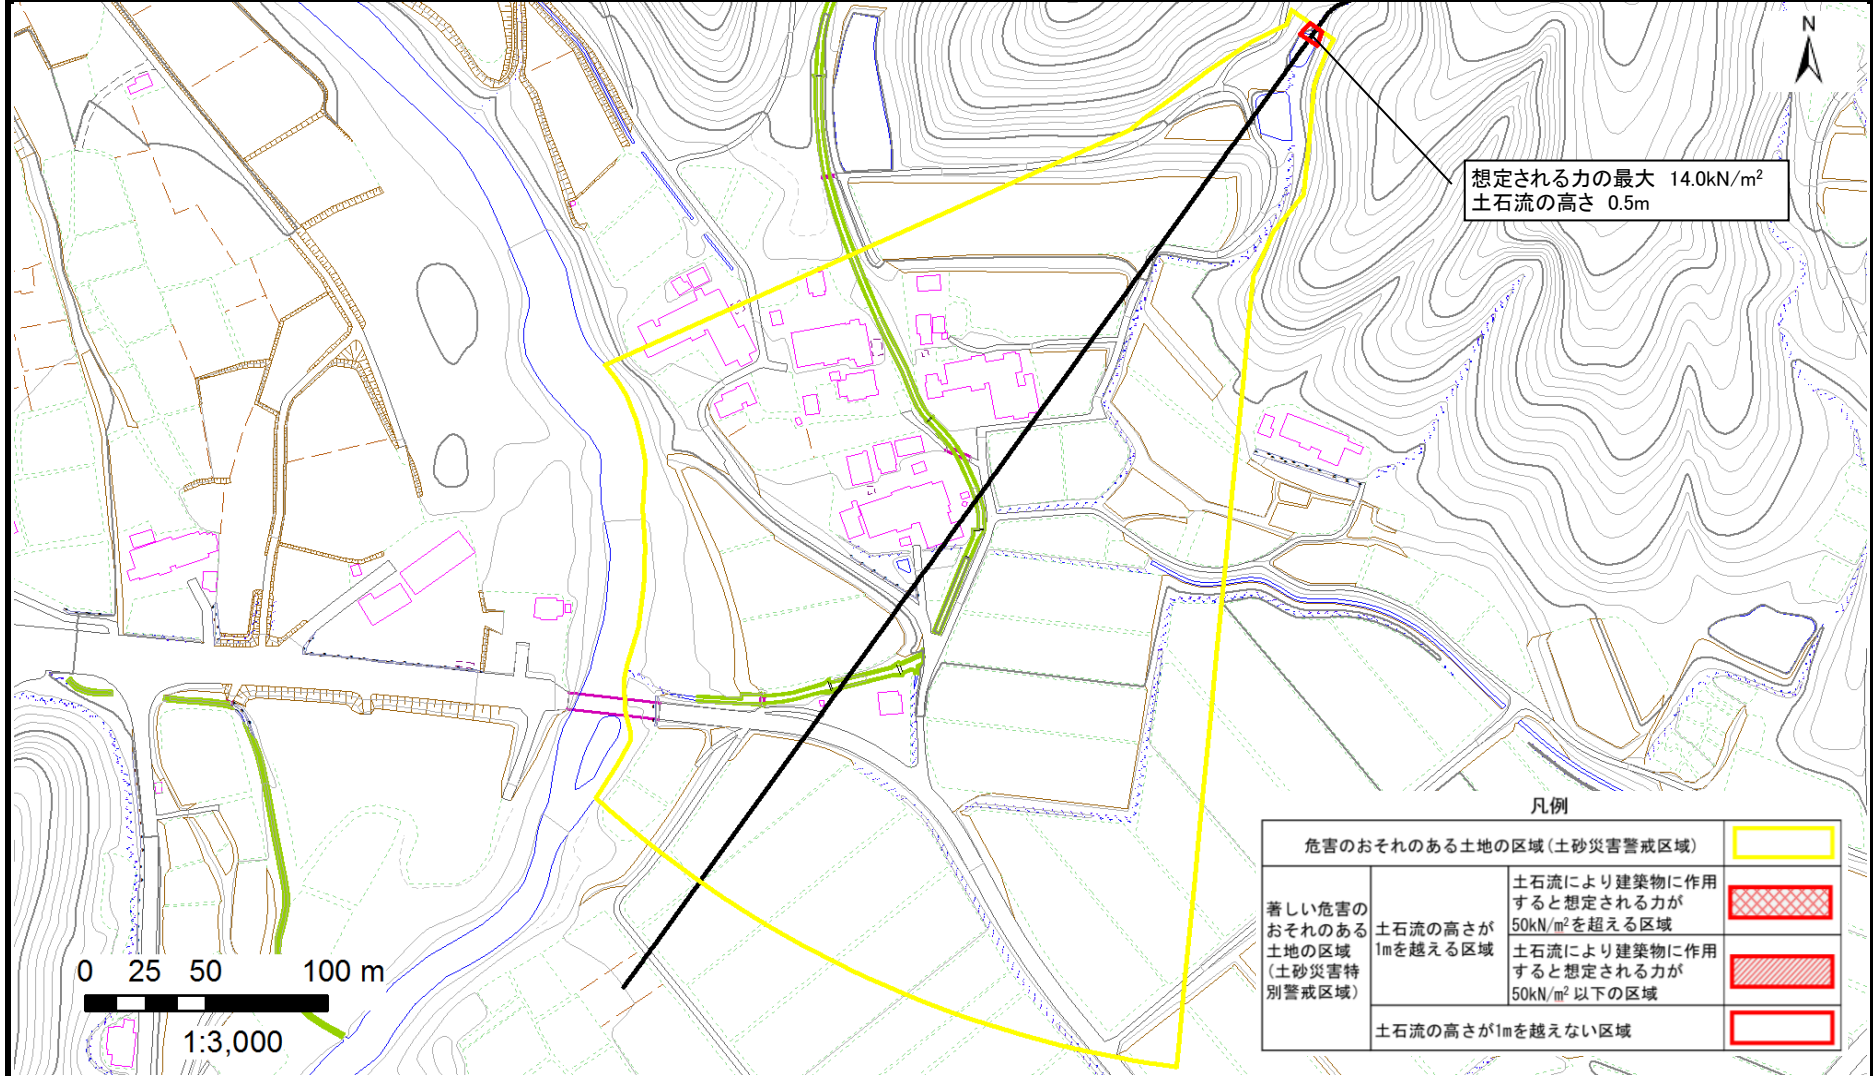 N
想定される力の最大 14.0kN/m²
土石流の高さ 0.5m
凡例
危害のおそれのある土地の区域(土砂災害警戒区域)
著しい危害の
おそれのある
土地の区域
(土砂災害特
別警戒区域)
土石流の高さが
1mを越える区域
土石流により建築物に作用
すると想定される力が
50kN/m²を超える区域
土石流により建築物に作用
すると想定される力が
50kN/m² 以下の区域
土石流の高さが1mを越えない区域
0 25 50 100 m
1:3,000